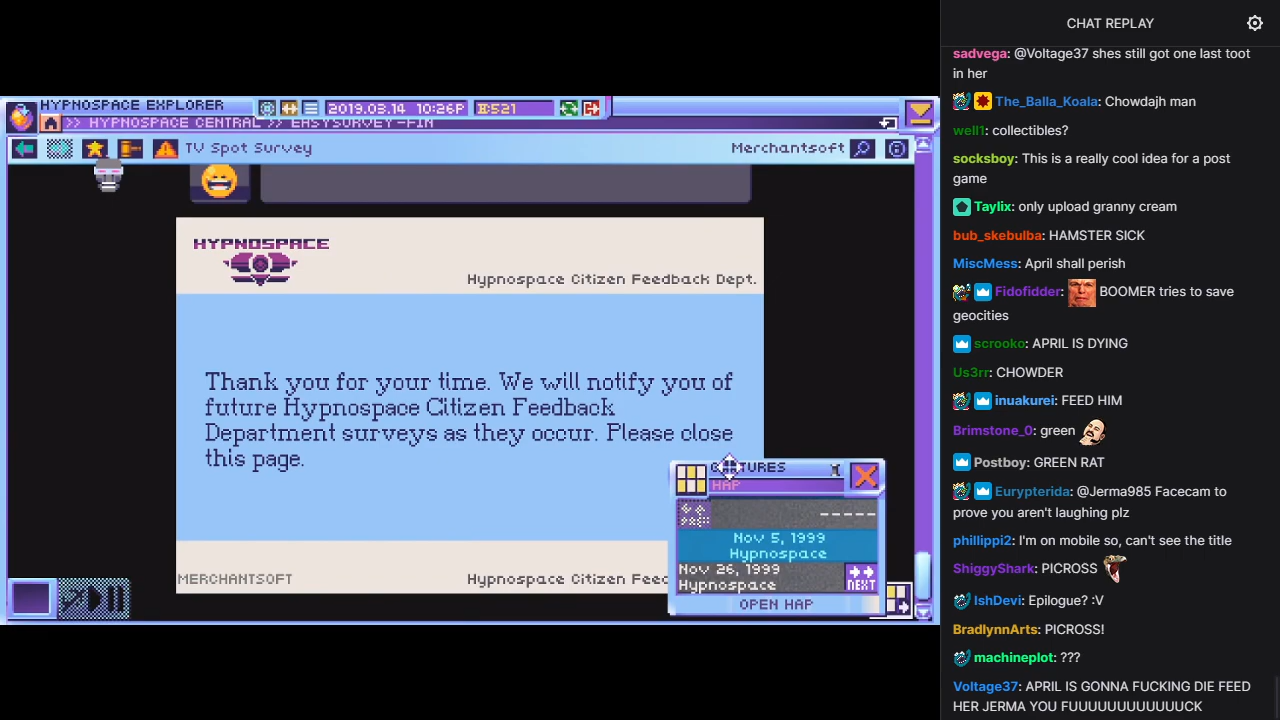 HYPNOSPACE EXPLORER
2019.03.14 10:26P
521
>> HYPNOSPACE CENTRAL >> EASYSURVEY-FIN
TV Spot Survey
Merchantsoft
HYPNOSPACE
Hypnospace Citizen Feedback Dept.
Thank you for your time. We will notify you of
future Hypnospace Citizen Feedback
Department surveys as they occur. Please close
this page.
MERCHANTSOFT
Hypnospace Citizen Feed
HAP
-----
Nov 5, 1999
Hypnospace
Nov 26, 1999
Hypnospace
NEXT
OPEN HAP
CHAT REPLAY
sadvega: @Voltage37 shes still got one last toot
in her
The_Balla_Koala: Chowdajh man
well1: collectibles?
socksboy: This is a really cool idea for a post
game
Taylix: only upload granny cream
bub_skebulba: HAMSTER SICK
MiscMess: April shall perish
Fidofidder: BOOMER tries to save
geocities
scrooko: APRIL IS DYING
Us3rr: CHOWDER
inuakurei: FEED HIM
Brimstone_0: green
Postboy: GREEN RAT
Eurypterida: @Jerma985 Facecam to
prove you aren't laughing plz
phillippi2: I'm on mobile so, can't see the title
ShiggyShark: PICROSS
IshDevi: Epilogue? :V
BradlynnArts: PICROSS!
machineplot: ???
Voltage37: APRIL IS GONNA FUCKING DIE FEED
HER JERMA YOU FUUUUUUUUUUUUCK